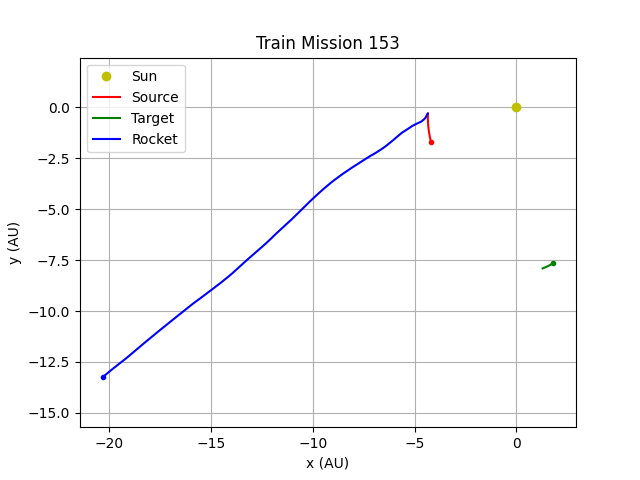 Train Mission 153
Sun
Source
Target
Rocket
0.0
−2.5
−5.0
−7.5
−10.0
−12.5
−15.0
y (AU)
−20
−15
−10
−5
0
x (AU)